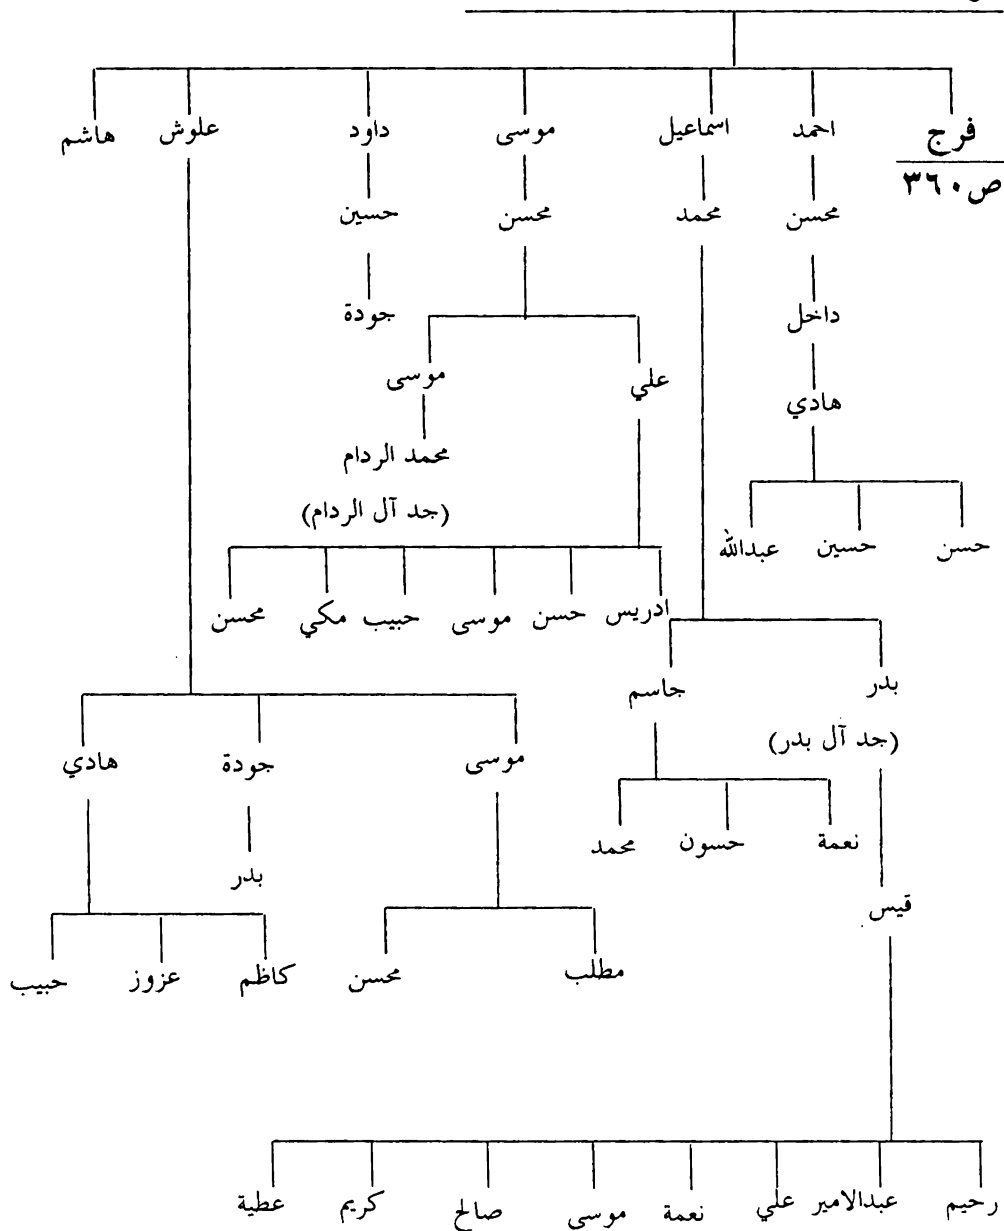 فرج احمد اسماعيل موسى داود علوش هاشم
ص٣٦٠
محسن محمد محسن حسين
داخل جودة
علي موسى
هادي
محمد الردام
(جد آل الردام)
حسن حسين عبدالله
ادريس حسن موسى حبيب مكي محسن
بدر جاسم
(جد آل بدر)
موسى جودة هادي
نعمة حسون محمد
بدر
قيس
مطلب محسن كاظم عزوز حبيب
رحيم عبدالامير علي نعمة موسى صالح كريم عطية